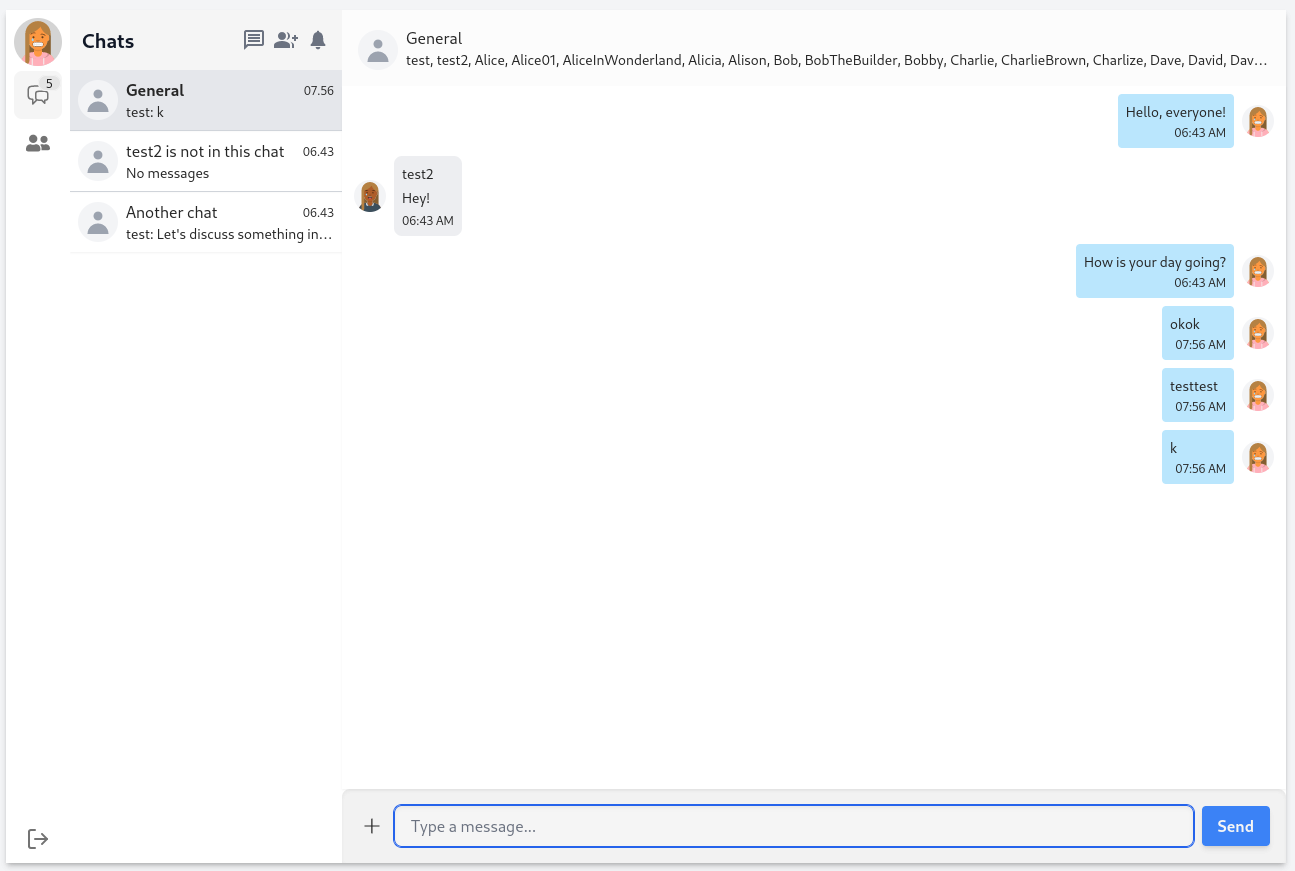 5
Chats
General 07.56
test: k
test2 is not in this chat 06.43
No messages
Another chat 06.43
test: Let's discuss something in...
General
test, test2, Alice, Alice01, AliceInWonderland, Alicia, Alison, Bob, BobTheBuilder, Bobby, Charlie, CharlieBrown, Charlize, Dave, David, Dav...
Hello, everyone!
06:43 AM
test2
Hey!
06:43 AM
How is your day going?
06:43 AM
okok
07:56 AM
testtest
07:56 AM
k
07:56 AM
Type a message...
Send